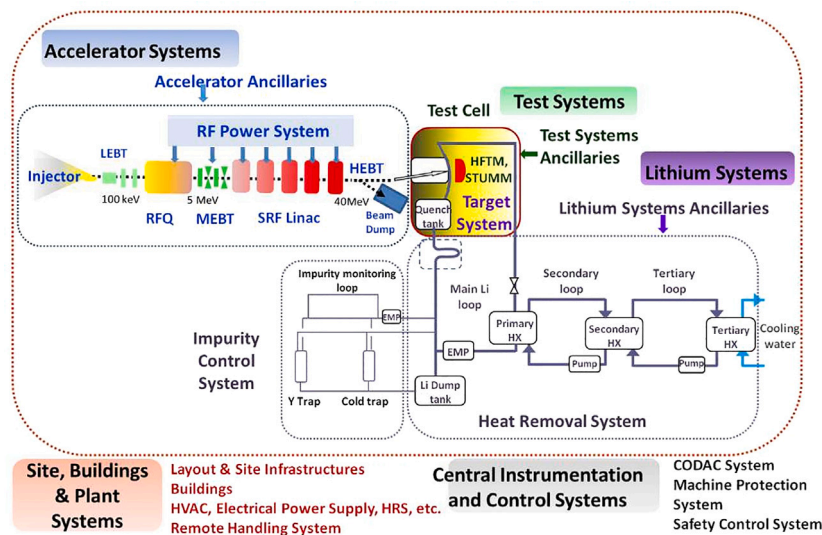 Accelerator Systems
Accelerator Ancillaries
RF Power System
Injector
LEBT
100 keV
RFQ
5 MeV
MEBT
SRF Linac
HEBT
40MeV
Beam
Dump
Test Cell
Test Systems
Test Systems
Ancillaries
HFTM,
STUMM
Target
System
Quench
tank
Lithium Systems
Lithium Systems Ancillaries
Impurity monitoring
loop
EMP
Impurity
Control
System
Y Trap
Cold trap
Main Li
loop
EMP
Li Dump
tank
Primary
HX
Secondary
loop
Pump
Secondary
HX
Tertiary
loop
Pump
Tertiary
HX
Cooling
water
Heat Removal System
Site, Buildings
& Plant
Systems
Layout & Site Infrastructures
Buildings
HVAC, Electrical Power Supply, HRS, etc.
Remote Handling System
Central Instrumentation
and Control Systems
CODAC System
Machine Protection
System
Safety Control System